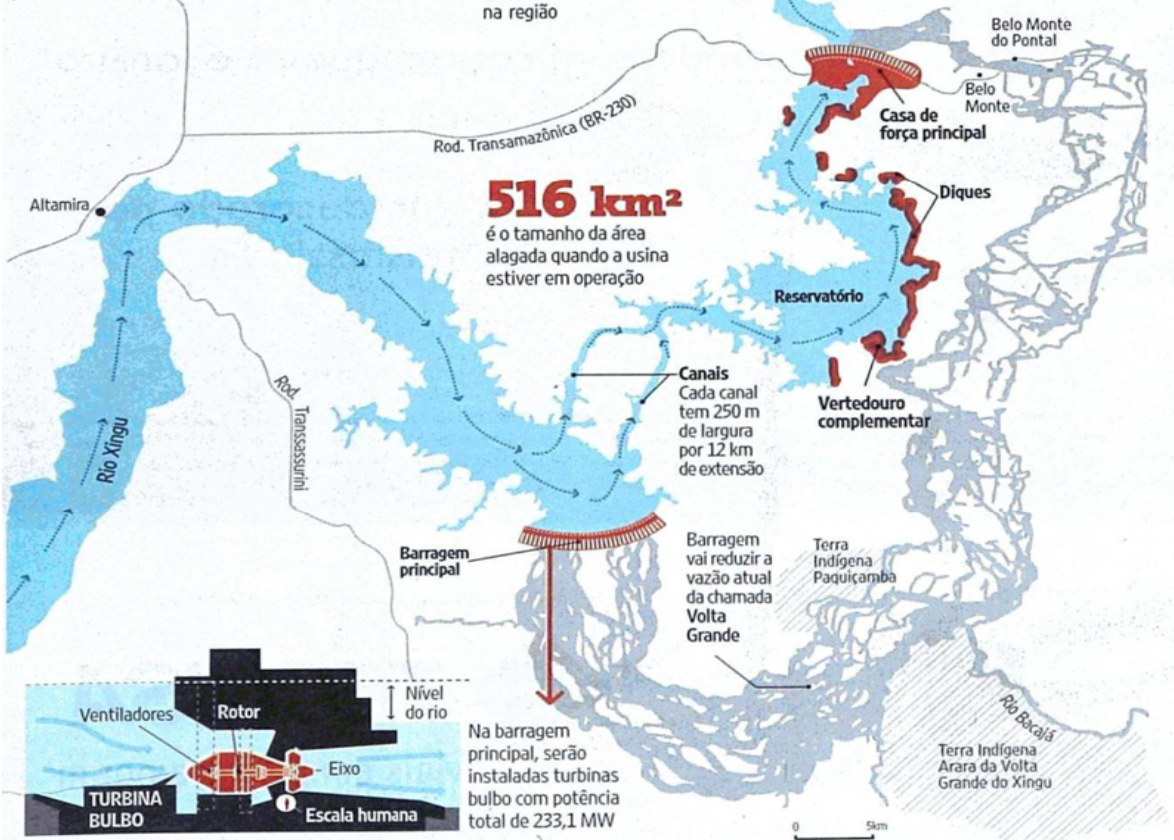 na região
Belo Monte
do Pontal
Belo
Monte
Casa de
força principal
Rod. Transamazônica (BR-230)
Altamira
516 km²
é o tamanho da área
alagada quando a usina
estiver em operação
Diques
Reservatório
Canais
Cada canal
tem 250 m
de largura
por 12 km
de extensão
Vertedouro
complementar
Rod. Transassurini
Rio Xingu
Barragem
principal
Barragem
vai reduzir a
vazão atual
da chamada
Volta
Grande
Terra
Indígena
Paquiçamba
Rio Bacajá
Terra Indígena
Arara da Volta
Grande do Xingu
Nível
do rio
Ventiladores
Rotor
Eixo
TURBINA
BULBO
Escala humana
Na barragem
principal, serão
instaladas turbinas
bulbo com potência
total de 233,1 MW
0 5km